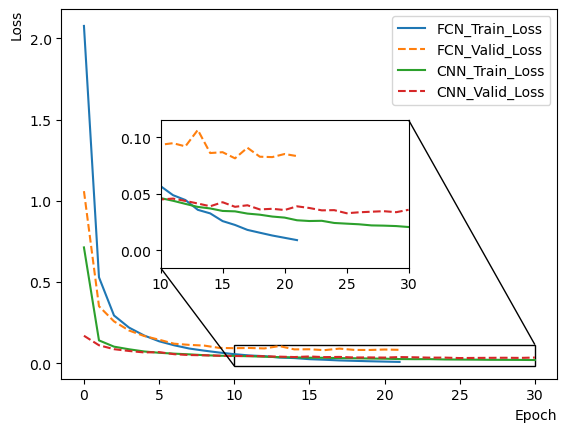 Loss
2.0
1.5
1.0
0.5
0.0
FCN_Train_Loss
FCN_Valid_Loss
CNN_Train_Loss
CNN_Valid_Loss
0.10
0.05
0.00
10 15 20 25 30
0 5 10 15 20 25 30
Epoch